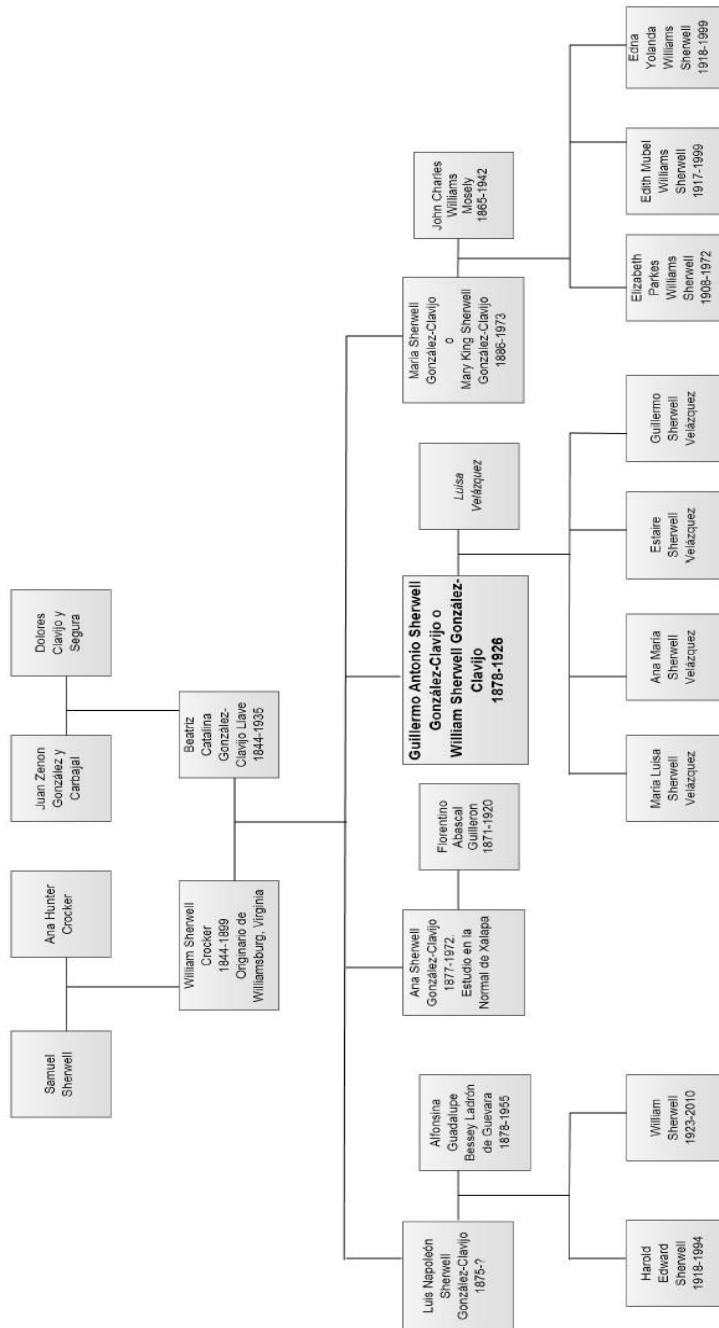 Samuel
Sherwell
Ana Hunter
Crocker
Juan Zenon
González y
Carbajal
Dolores
Clavijo y
Segura
William Sherwell
Crocker
1844-1899
Originario de
Williamsburg, Virginia
Beatriz
Catalina
González-
Clavijo Llave
1844-1935
Luis Napoleón
Sherwell
González-Clavijo
1875-?
Alfonsina
Guadalupe
Bessey Ladrón
de Guevara
1878-1955
Ana Sherwell
González-Clavijo
1877-1972.
Estudio en la
Normal de Xalapa
Florentino
Abascal
Guilleron
1871-1920
Guillermo Antonio Sherwell
González-Clavijo o
William Sherwell González-
Clavijo
1878-1926
Luisa
Velázquez
María Sherwell
González-Clavijo
o
Mary King Sherwell
González-Clavijo
1886-1973
John Charles
Williams
Mosely
1865-1942
Harold
Edward
Sherwell
1918-1994
William
Sherwell
1923-2010
María Luisa
Sherwell
Velázquez
Ana María
Sherwell
Velázquez
Estaire
Sherwell
Velázquez
Guillermo
Sherwell
Velázquez
Elizabeth
Parkes
Williams
Sherwell
1908-1972
Edith Mubel
Williams
Sherwell
1917-1999
Edna
Yolanda
Williams
Sherwell
1918-1999